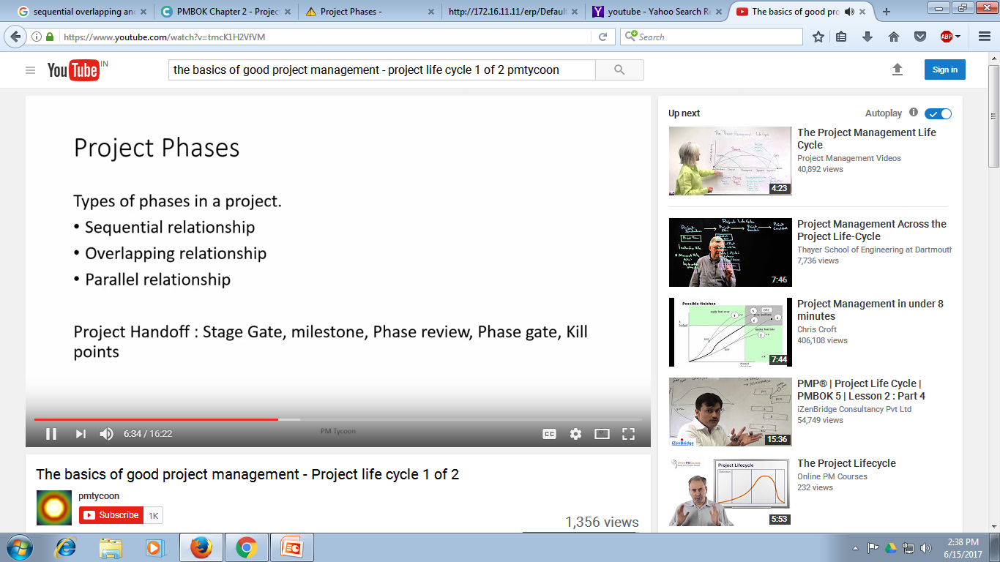 sequential overlapping an
PMBOK Chapter 2 - Projec
Project Phases -
http://172.16.11.11/erp/Defaul
youtube - Yahoo Search R
The basics of good pro
https://www.youtube.com/watch?v=tmcK1H2VfVM
Search
ABP
YouTube IN
the basics of good project management - project life cycle 1 of 2 pmtycoon
Sign in
Project Phases
Types of phases in a project.
• Sequential relationship
• Overlapping relationship
• Parallel relationship
Project Handoff : Stage Gate, milestone, Phase review, Phase gate, Kill
points
PM Tycoon
6:34 / 16:22
CC
The basics of good project management - Project life cycle 1 of 2
pmtycoon
Subscribe 1K
1,356 views
Up next
Autoplay
The Project Management Life
Cycle
Project Management Videos
40,892 views
4:23
Project Management Across the
Project Life-Cycle
Thayer School of Engineering at Dartmouth
7,736 views
7:46
Project Management in under 8
minutes
Chris Croft
406,108 views
7:44
PMP® | Project Life Cycle |
PMBOK 5 | Lesson 2 : Part 4
iZenBridge Consultancy Pvt Ltd
54,749 views
iZenBridge
15:36
The Project Lifecycle
Online PM Courses
232 views
Project Lifecycle
5:53
2:38 PM
6/15/2017